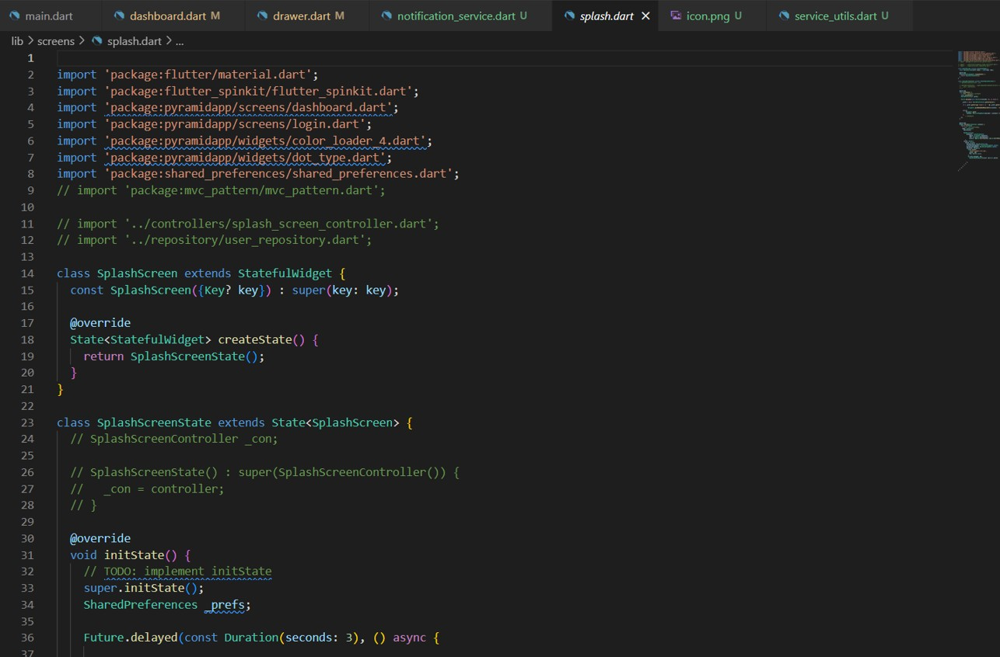 main.dart dashboard.dart M drawer.dart M notification_service.dart U splash.dart × icon.png U service_utils.dart U
lib > screens > splash.dart > ...
1
2 import 'package:flutter/material.dart';
3 import 'package:flutter_spinkit/flutter_spinkit.dart';
4 import 'package:pyramidapp/screens/dashboard.dart';
5 import 'package:pyramidapp/screens/login.dart';
6 import 'package:pyramidapp/widgets/color_loader_4.dart';
7 import 'package:pyramidapp/widgets/dot_type.dart';
8 import 'package:shared_preferences/shared_preferences.dart';
9 // import 'package:mvc_pattern/mvc_pattern.dart';
10
11 // import '../controllers/splash_screen_controller.dart';
12 // import '../repository/user_repository.dart';
13
14 class SplashScreen extends StatefulWidget {
15 const SplashScreen({Key? key}) : super(key: key);
16
17 @override
18 State<StatefulWidget> createState() {
19 return SplashScreenState();
20 }
21 }
22
23 class SplashScreenState extends State<SplashScreen> {
24 // SplashScreenController _con;
25
26 // SplashScreenState() : super(SplashScreenController()) {
27 //   _con = controller;
28 // }
29
30 @override
31 void initState() {
32 // TODO: implement initState
33 super.initState();
34 SharedPreferences _prefs;
35
36 Future.delayed(const Duration(seconds: 3), () async {
37